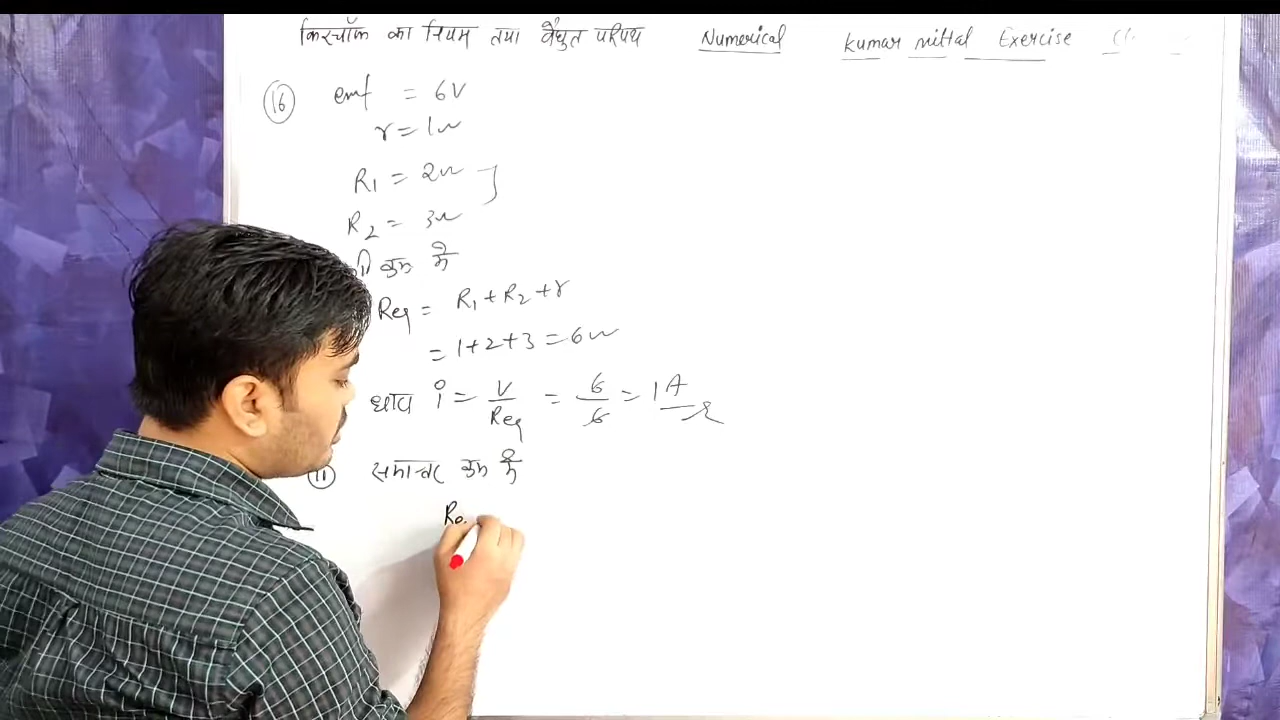 किरचॉफ का नियम तथा वैधुत परिपथ Numerical kumar mittal Exercise
16 emf = 6V
r = 1Ω
R1 = 2Ω
R2 = 3Ω
क्रम में
Req = R1 + R2 + r
= 1+2+3 = 6Ω
धारा i = V/Req = 6/6 = 1A
समान्तर क्रम में